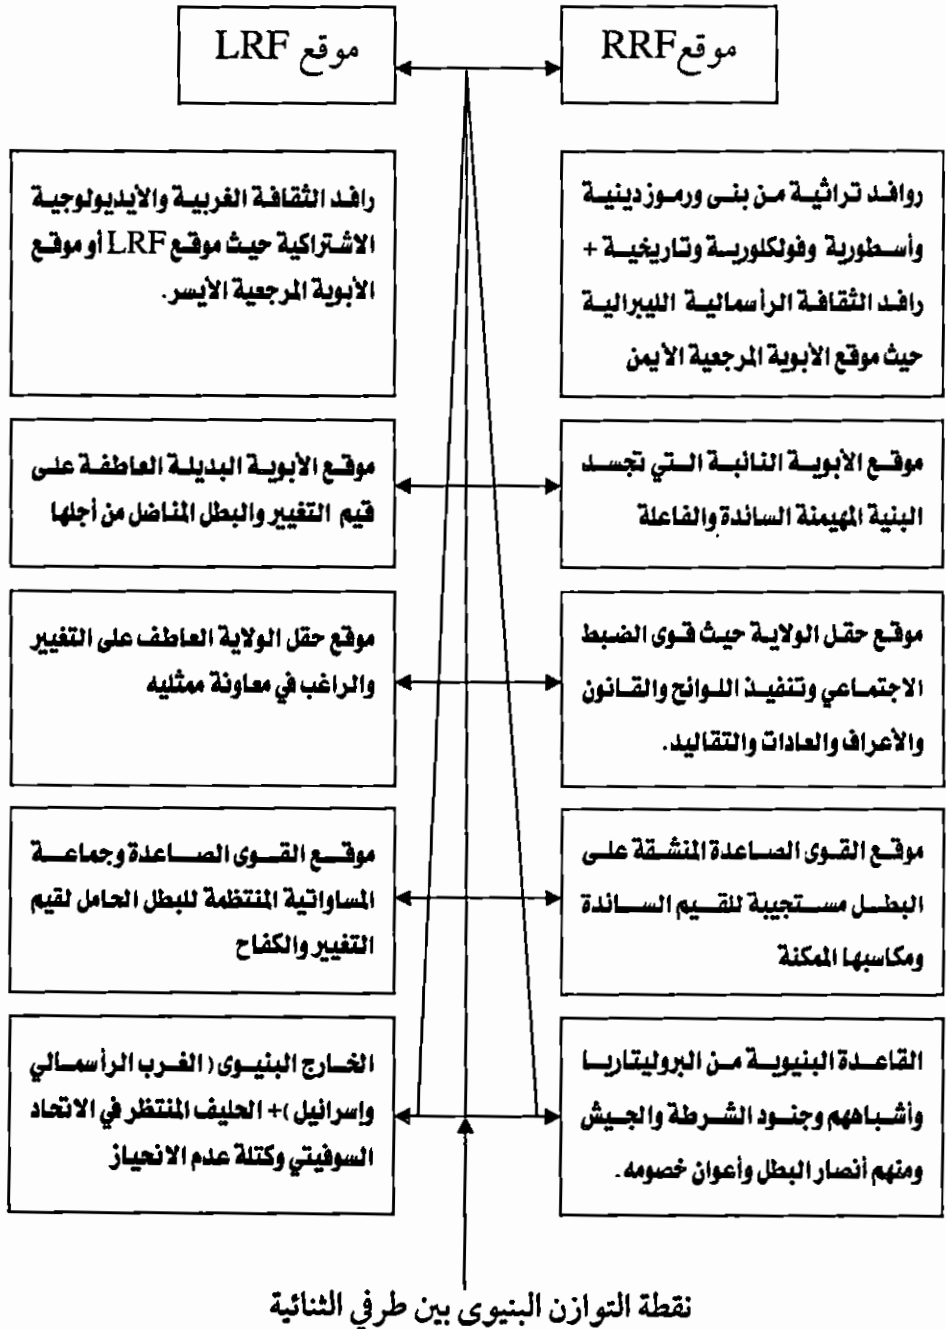 موقع RRF
موقع LRF
روافد تراثية من بنى ورموز دينية
وأسطورية وفولكلورية وتاريخية +
رافد الثقافة الرأسمالية الليبرالية
حيث موقع الأبوية المرجعية الأيمن
رافد الثقافة الغربية والأيديولوجية
الاشتراكية حيث موقع LRF أو موقع
الأبوية المرجعية الأيسر.
موقع الأبوية النائبة التي تجسد
البنية المهيمنة السائدة والفاعلة
موقع الأبوية البديلة العاطفة على
قيم التغيير والبطل المناضل من أجلها
موقع حقل الولاية حيث قوى الضبط
الاجتماعي وتنفيذ اللوائح والقانون
والأعراف والعادات والتقاليد.
موقع حقل الولاية العاطف على التغيير
والراغب في معاونة ممثليه
موقع القوى الصاعدة المنشقة على
البطل مستجيبة للقيم السائدة
ومكاسبها الممكنة
موقع القوى الصاعدة وجماعة
المساواتية المنتظمة للبطل الحامل لقيم
التغيير والكفاح
القاعدة البنيوية من البروليتاريا
وأشباههم وجنود الشرطة والجيش
ومنهم أنصار البطل وأعوان خصومه.
الخارج البنيوى (الغرب الرأسمالي
وإسرائيل)+ الحليف المنتظر في الاتحاد
السوفيتي وكتلة عدم الانحياز
نقطة التوازن البنيوى بين طرفي الثنائية